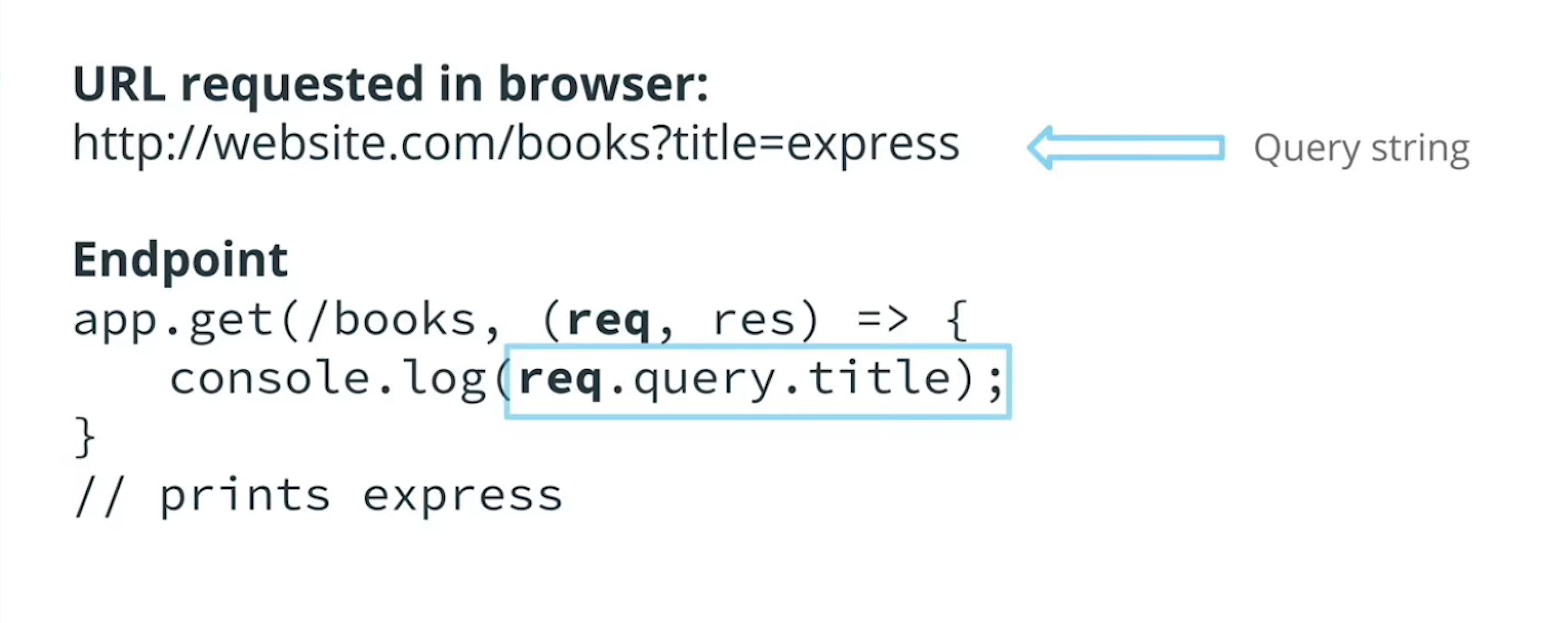 URL requested in browser:
http://website.com/books?title=express
Query string
Endpoint
app.get(/books, (req, res) => {
console.log(req.query.title);
}
// prints express